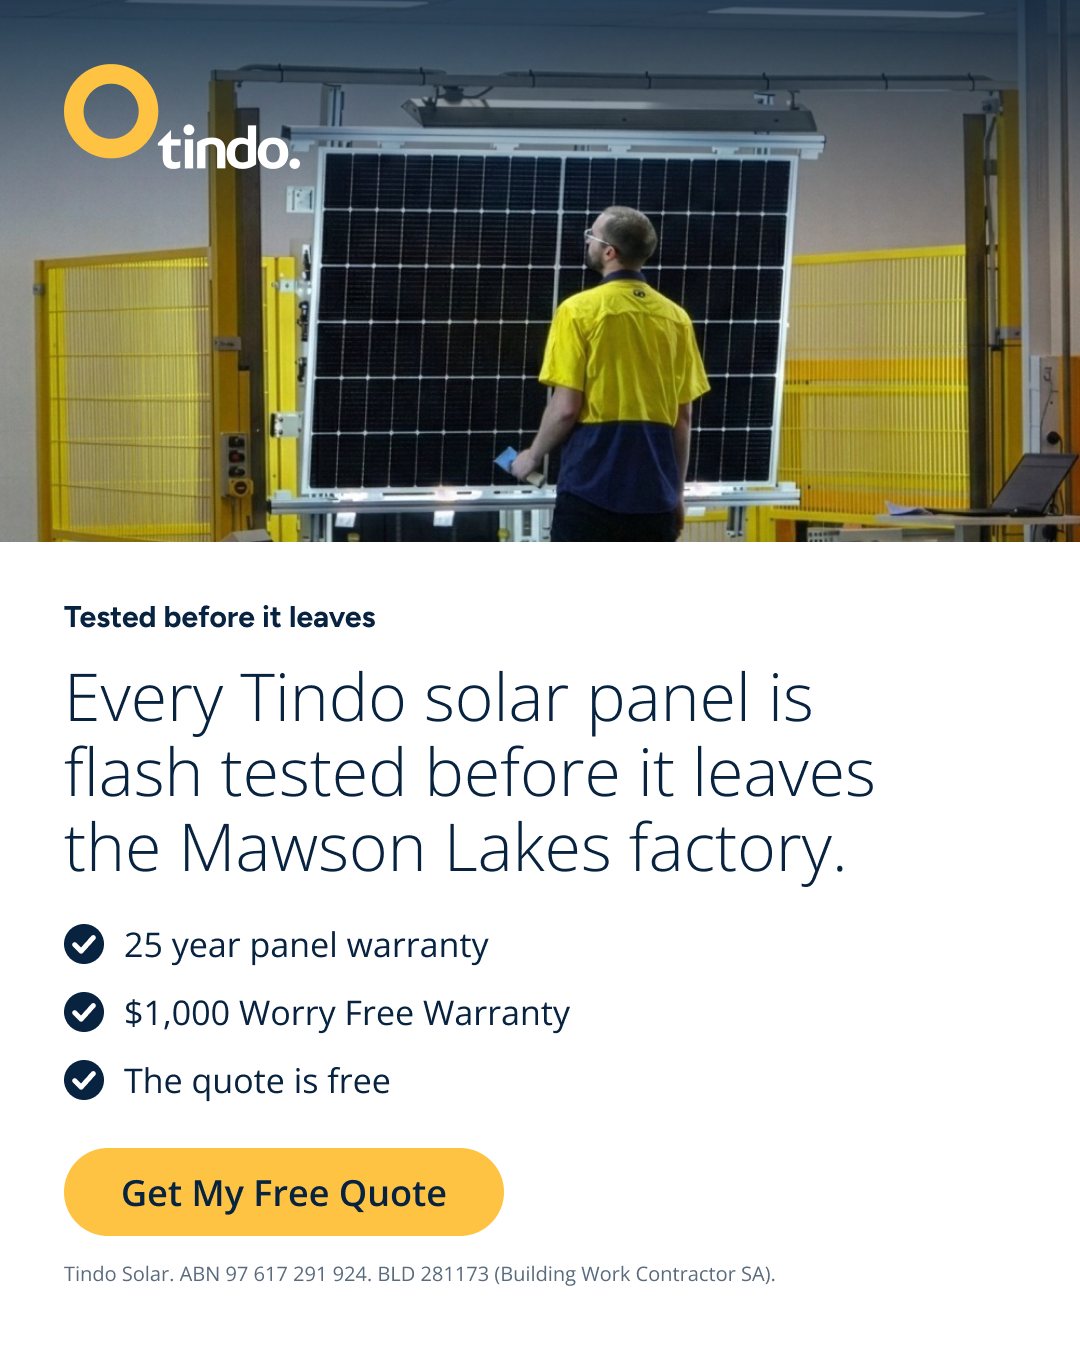 tindo.
Tested before it leaves
Every Tindo solar panel is
flash tested before it leaves
the Mawson Lakes factory.
25 year panel warranty
$1,000 Worry Free Warranty
The quote is free
Get My Free Quote
Tindo Solar. ABN 97 617 291 924. BLD 281173 (Building Work Contractor SA).